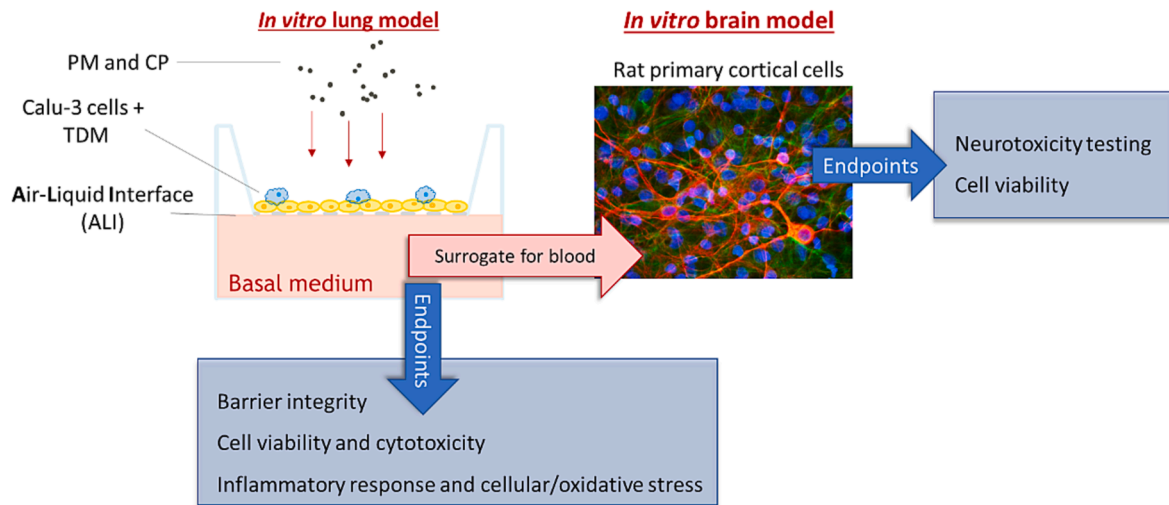 In vitro lung model
PM and CP
Calu-3 cells +
TDM
Air-Liquid Interface
(ALI)
Basal medium
Surrogate for blood
In vitro brain model
Rat primary cortical cells
Endpoints
Neurotoxicity testing
Cell viability
Endpoints
Barrier integrity
Cell viability and cytotoxicity
Inflammatory response and cellular/oxidative stress